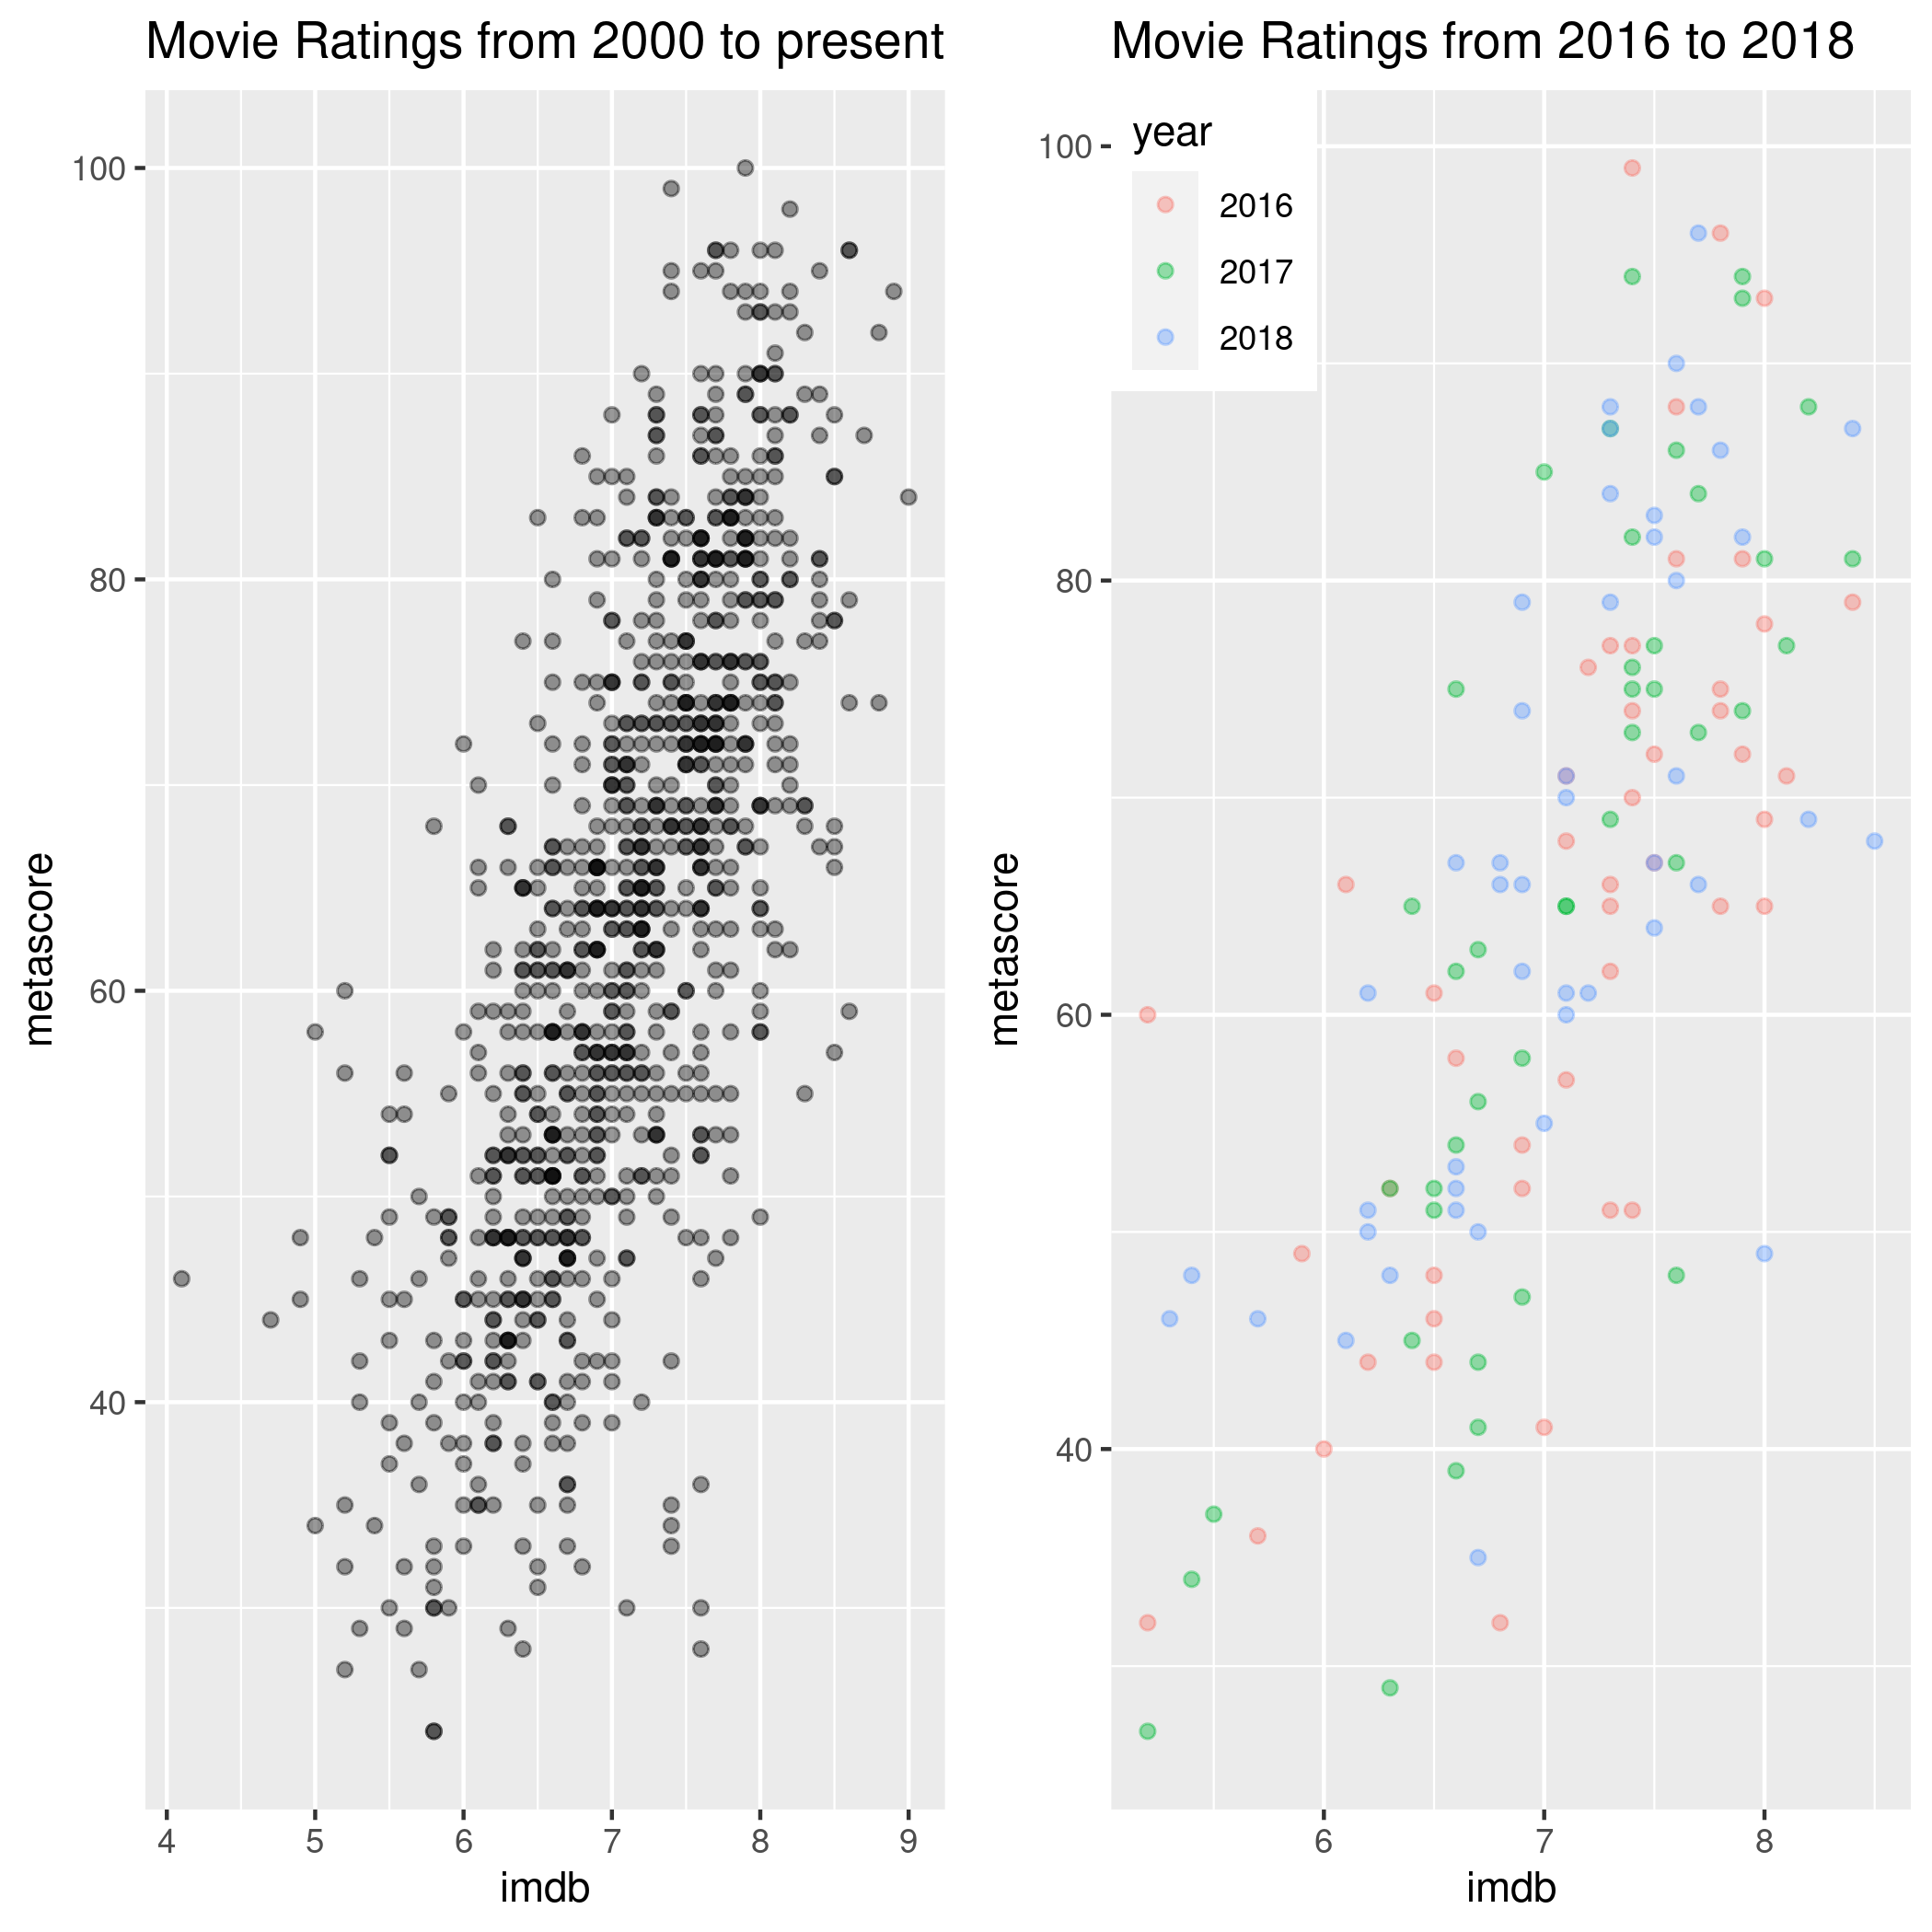 Movie Ratings from 2000 to present
metascore
100
80
60
40
4 5 6 7 8 9
imdb
Movie Ratings from 2016 to 2018
year
2016
2017
2018
metascore
100
80
60
40
6 7 8
imdb